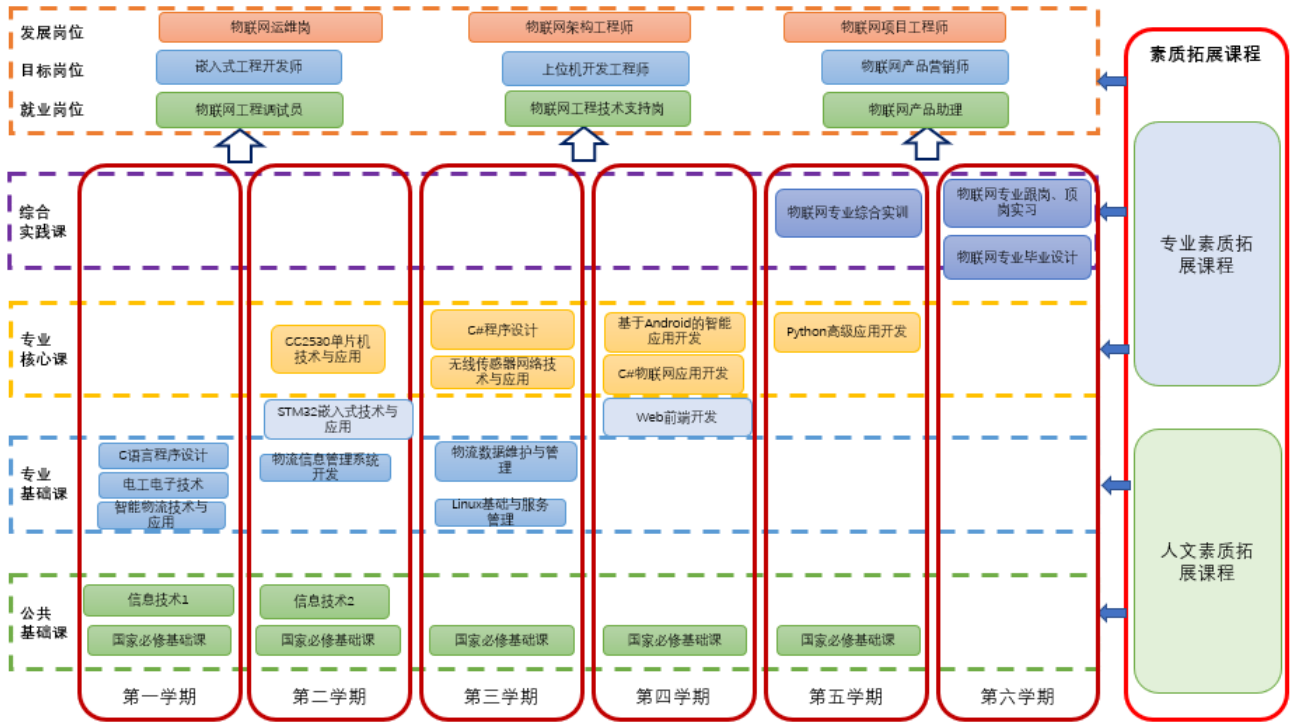 发展岗位
物联网运维岗
物联网架构工程师
物联网项目工程师
目标岗位
嵌入式工程开发师
上位机开发工程师
物联网产品营销师
就业岗位
物联网工程调试员
物联网工程技术支持岗
物联网产品助理
综合
实践课
物联网专业综合实训
物联网专业跟岗、顶
岗实习
物联网专业毕业设计
专业
核心课
CC2530单片机
技术与应用
C#程序设计
无线传感器网络技
术与应用
基于Android的智能
应用开发
C#物联网应用开发
Python高级应用开发
STM32嵌入式技术与
应用
Web前端开发
专业
基础课
C语言程序设计
电工电子技术
智能物流技术与
应用
物流信息管理系统
开发
物流数据维护与管
理
Linux基础与服务
管理
公共
基础课
信息技术1
信息技术2
国家必修基础课
国家必修基础课
国家必修基础课
国家必修基础课
国家必修基础课
第一学期
第二学期
第三学期
第四学期
第五学期
第六学期
素质拓展课程
专业素质拓
展课程
人文素质拓
展课程